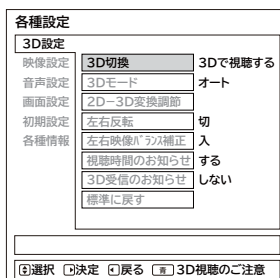 各種設定
3D設定
映像設定 3D切換 3Dで視聴する
音声設定 3Dモード オート
画面設定 2D－3D変換調節
初期設定 左右反転 切
各種情報 左右映像バランス補正 入
視聴時間のお知らせ する
3D受信のお知らせ しない
標準に戻す
選択 決定 戻る 青 3D視聴のご注意